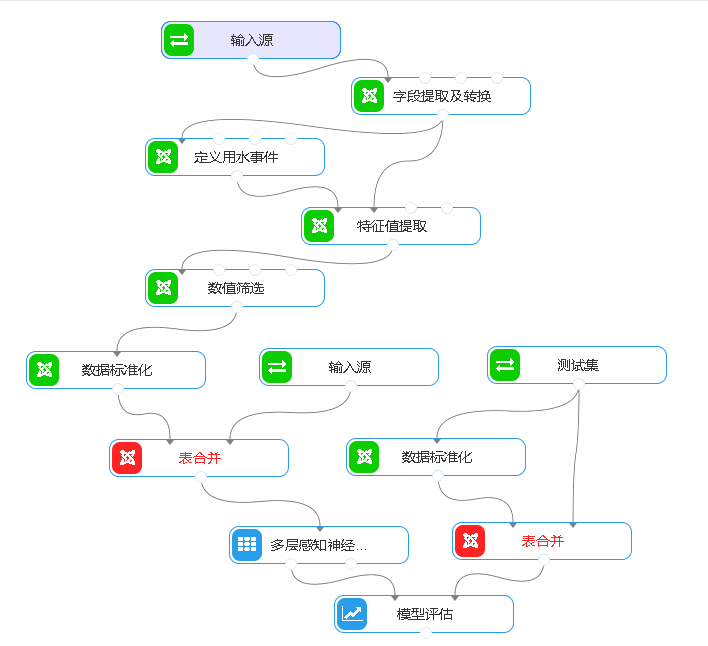 输入源
字段提取及转换
定义用水事件
特征值提取
数值筛选
数据标准化
输入源
测试集
表合并
数据标准化
多层感知神经...
表合并
模型评估